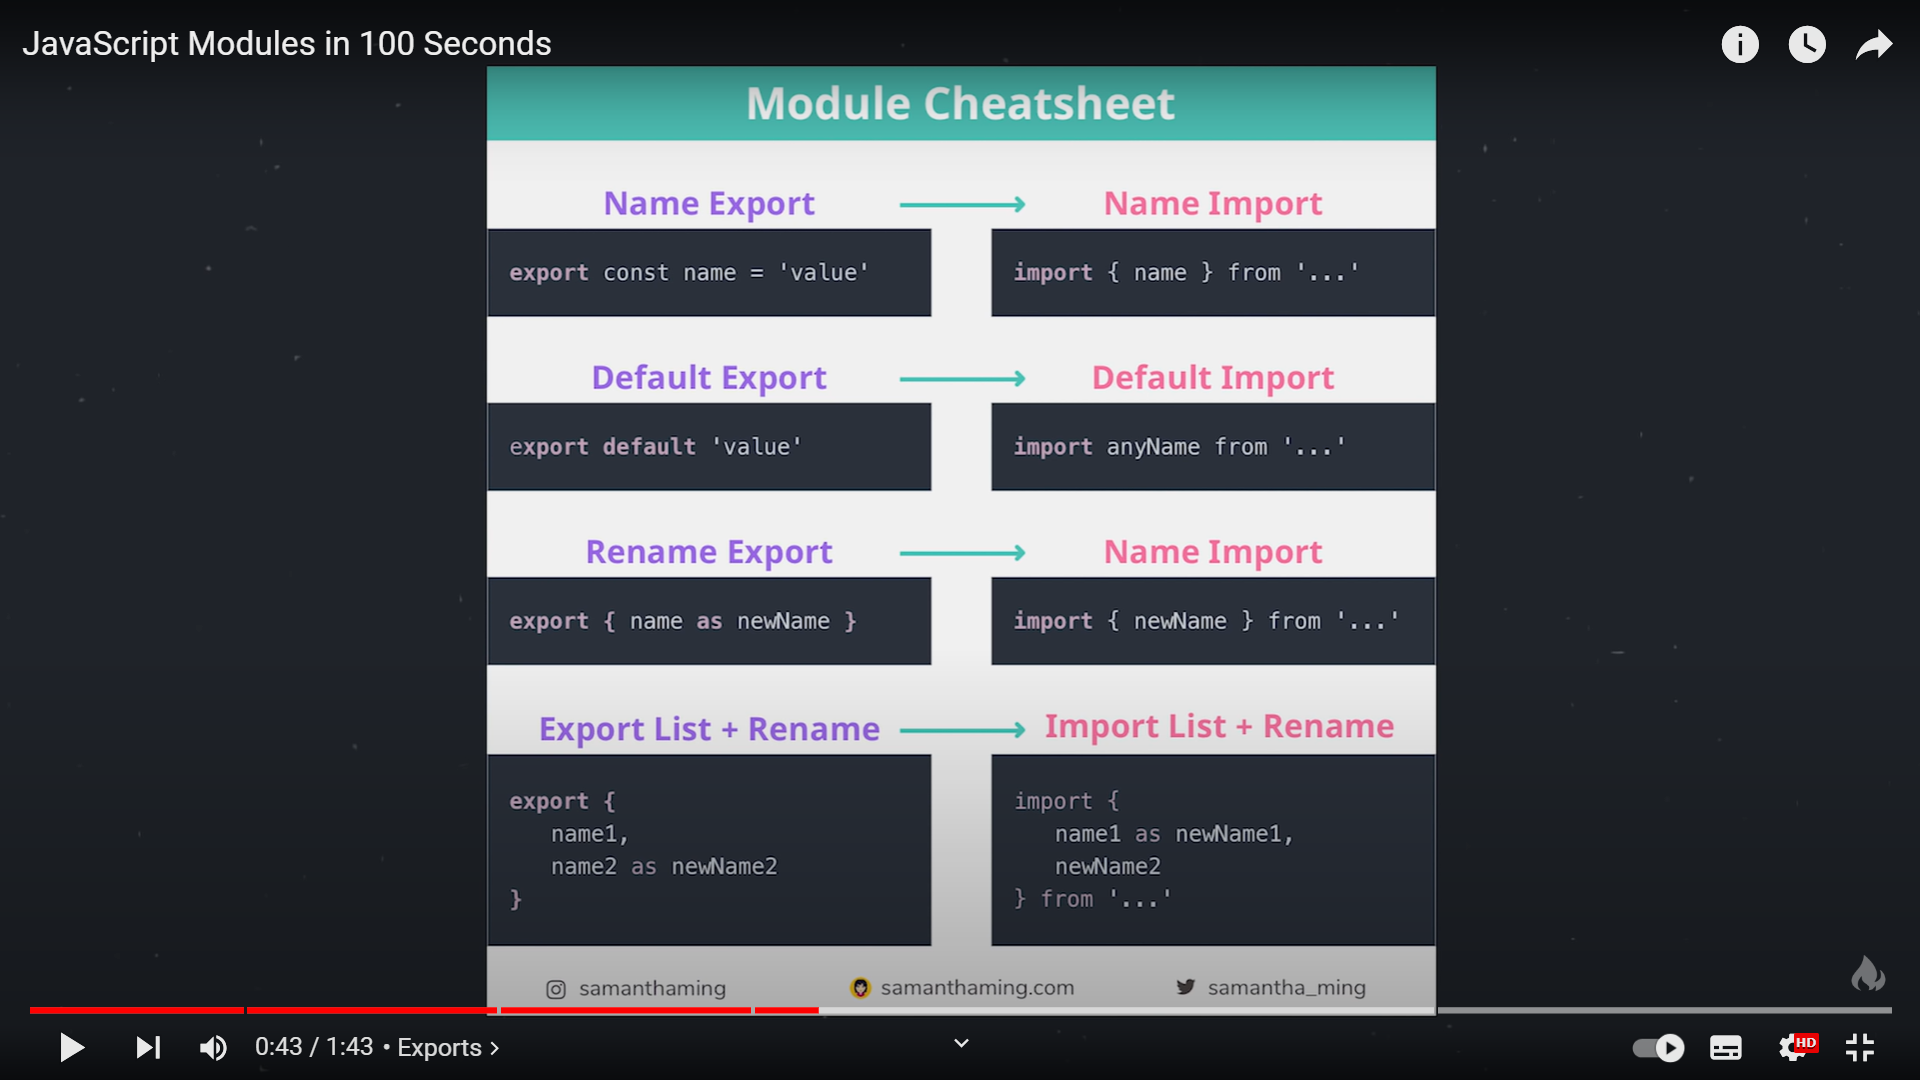 JavaScript Modules in 100 Seconds
Module Cheatsheet
Name Export
Name Import
export const name = 'value'
import { name } from '...'
Default Export
Default Import
export default 'value'
import anyName from '...'
Rename Export
Name Import
export { name as newName }
import { newName } from '...'
Export List + Rename
Import List + Rename
export {
name1,
name2 as newName2
}
import {
name1 as newName1,
newName2
} from '...'
samanthaming
samanthaming.com
samantha_ming
0:43 / 1:43 • Exports
HD